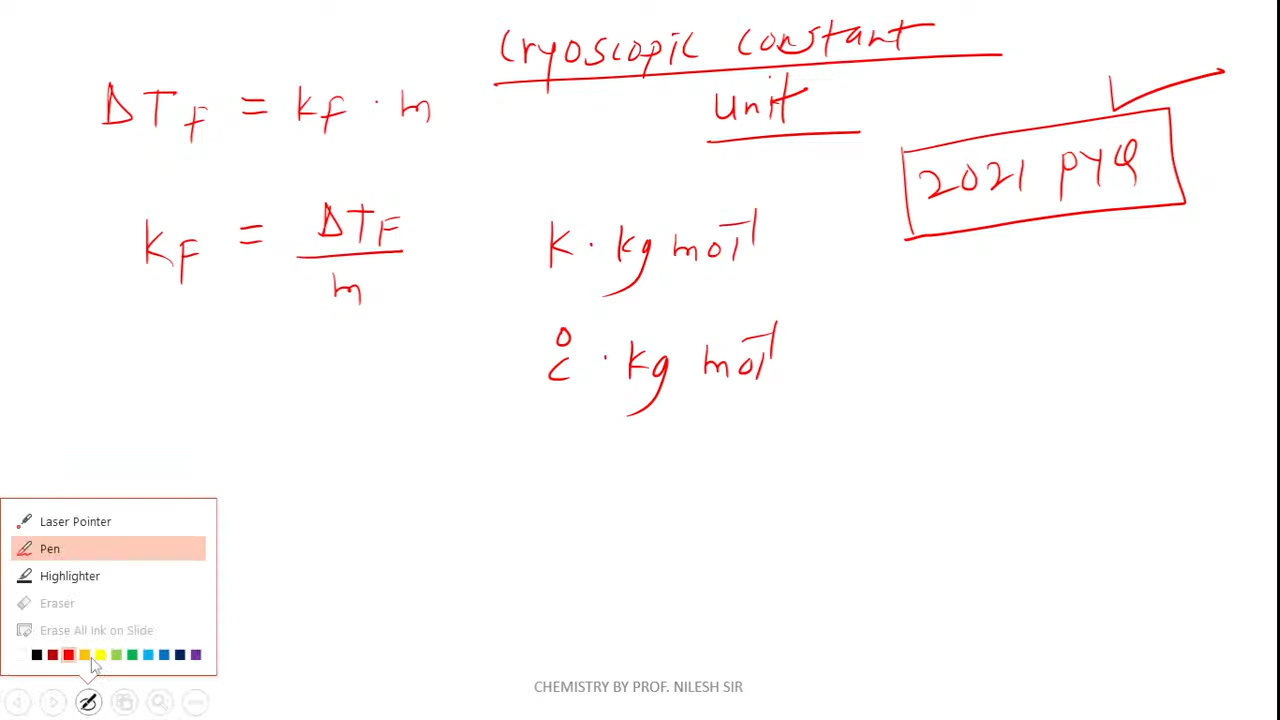 Cryoscopic constant
unit
ΔTF = kf · m
2021 PYQ
kF = ΔTF / m
K · kg mol⁻¹
°C · kg mol⁻¹
Laser Pointer
Pen
Highlighter
Eraser
Erase All Ink on Slide
CHEMISTRY BY PROF. NILESH SIR